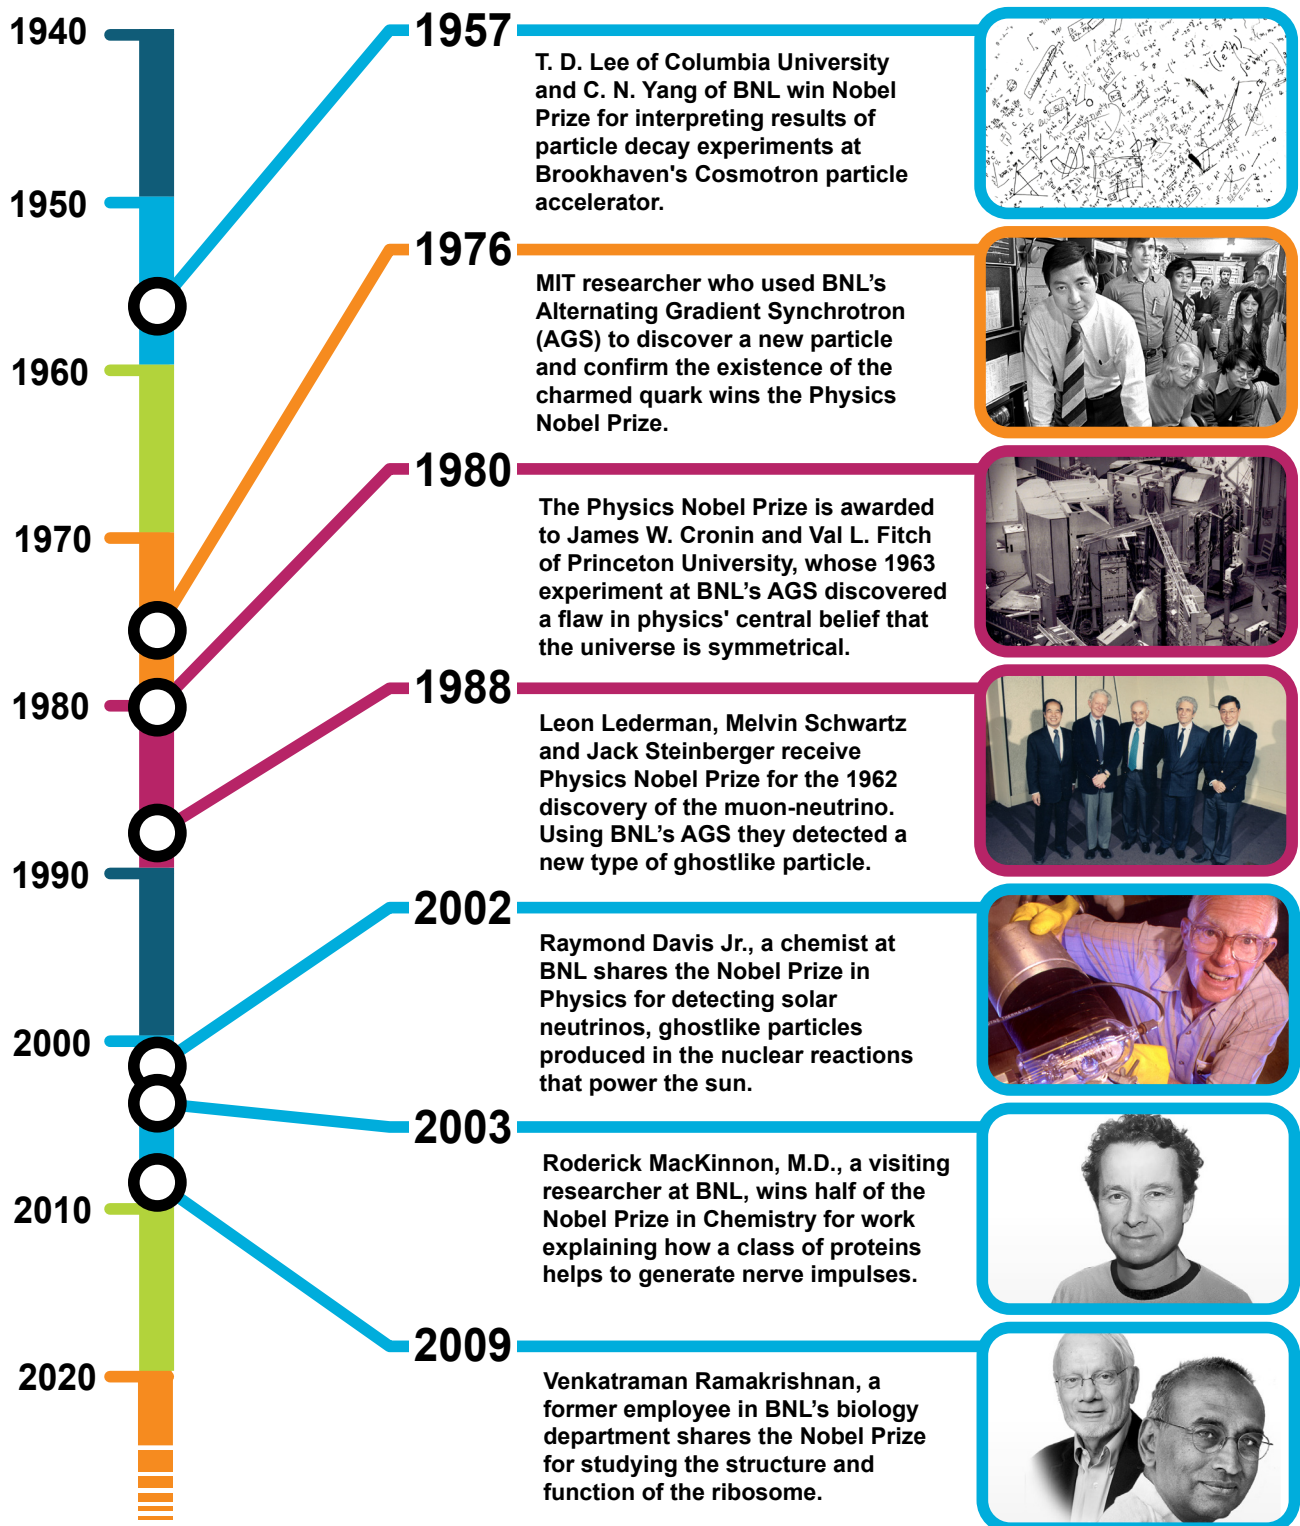 1940
1950
1960
1970
1980
1990
2000
2010
2020
1957
T. D. Lee of Columbia University
and C. N. Yang of BNL win Nobel
Prize for interpreting results of
particle decay experiments at
Brookhaven's Cosmotron particle
accelerator.
1976
MIT researcher who used BNL’s
Alternating Gradient Synchrotron
(AGS) to discover a new particle
and confirm the existence of the
charmed quark wins the Physics
Nobel Prize.
1980
The Physics Nobel Prize is awarded
to James W. Cronin and Val L. Fitch
of Princeton University, whose 1963
experiment at BNL’s AGS discovered
a flaw in physics' central belief that
the universe is symmetrical.
1988
Leon Lederman, Melvin Schwartz
and Jack Steinberger receive
Physics Nobel Prize for the 1962
discovery of the muon-neutrino.
Using BNL’s AGS they detected a
new type of ghostlike particle.
2002
Raymond Davis Jr., a chemist at
BNL shares the Nobel Prize in
Physics for detecting solar
neutrinos, ghostlike particles
produced in the nuclear reactions
that power the sun.
2003
Roderick MacKinnon, M.D., a visiting
researcher at BNL, wins half of the
Nobel Prize in Chemistry for work
explaining how a class of proteins
helps to generate nerve impulses.
2009
Venkatraman Ramakrishnan, a
former employee in BNL’s biology
department shares the Nobel Prize
for studying the structure and
function of the ribosome.